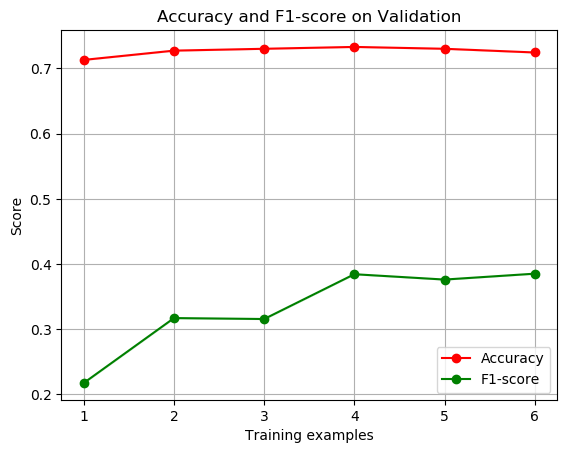 Accuracy and F1-score on Validation
0.7
0.6
0.5
0.4
0.3
0.2
Score
1 2 3 4 5 6
Training examples
Accuracy
F1-score